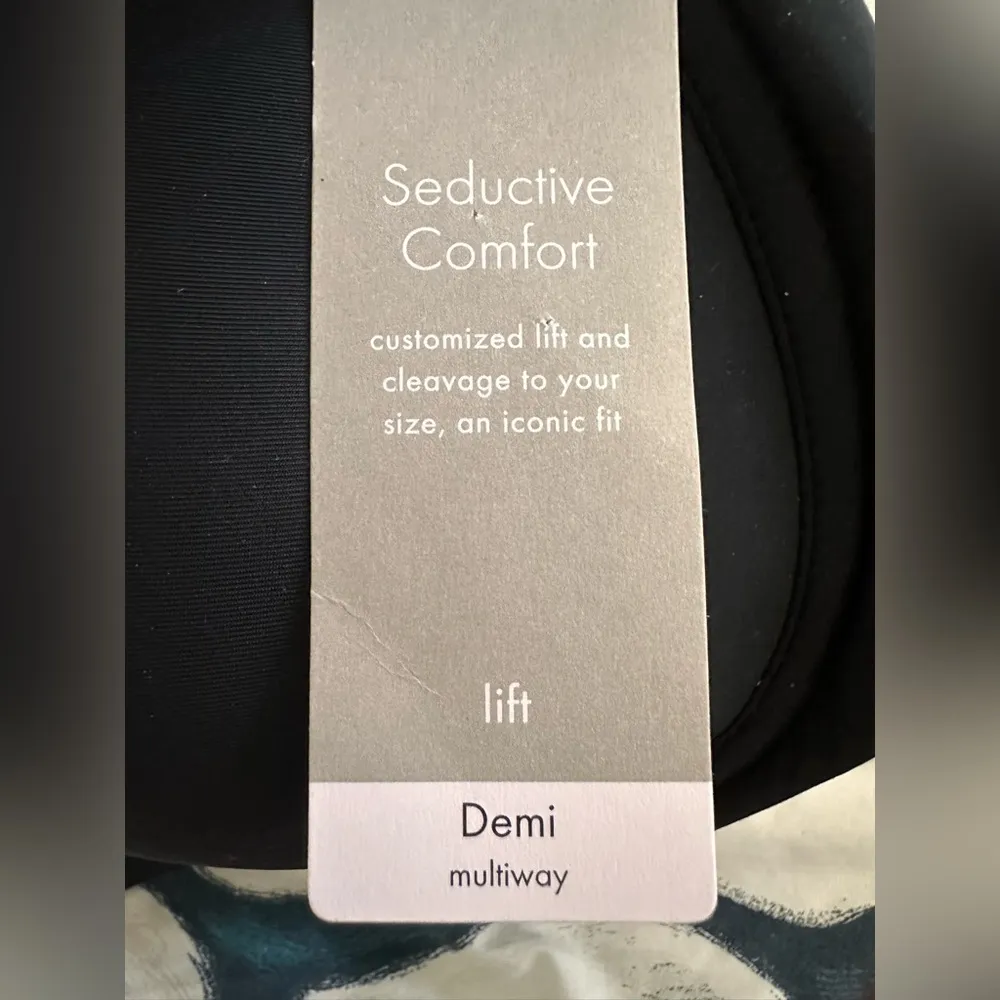 Seductive
Comfort
customized lift and
cleavage to your
size, an iconic fit
lift
Demi
multiway